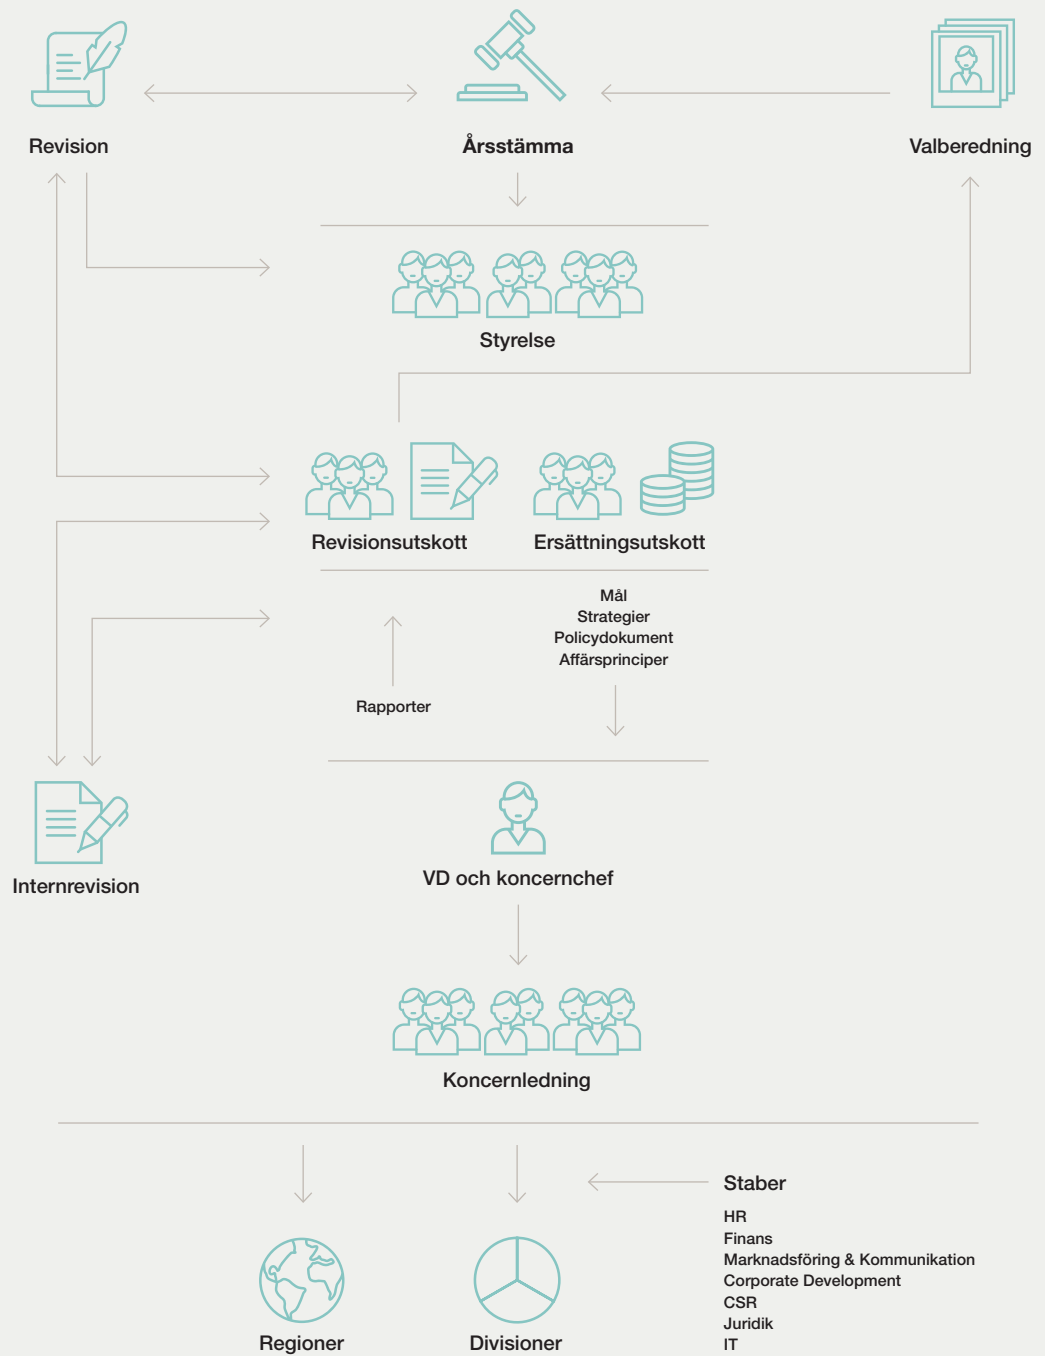 Revision
Årsstämma
Valberedning
Styrelse
Revisionsutskott
Ersättningsutskott
Mål
Strategier
Policydokument
Affärsprinciper
Rapporter
Internrevision
VD och koncernchef
Koncernledning
Staber
HR
Finans
Marknadsföring & Kommunikation
Corporate Development
CSR
Juridik
IT
Regioner
Divisioner